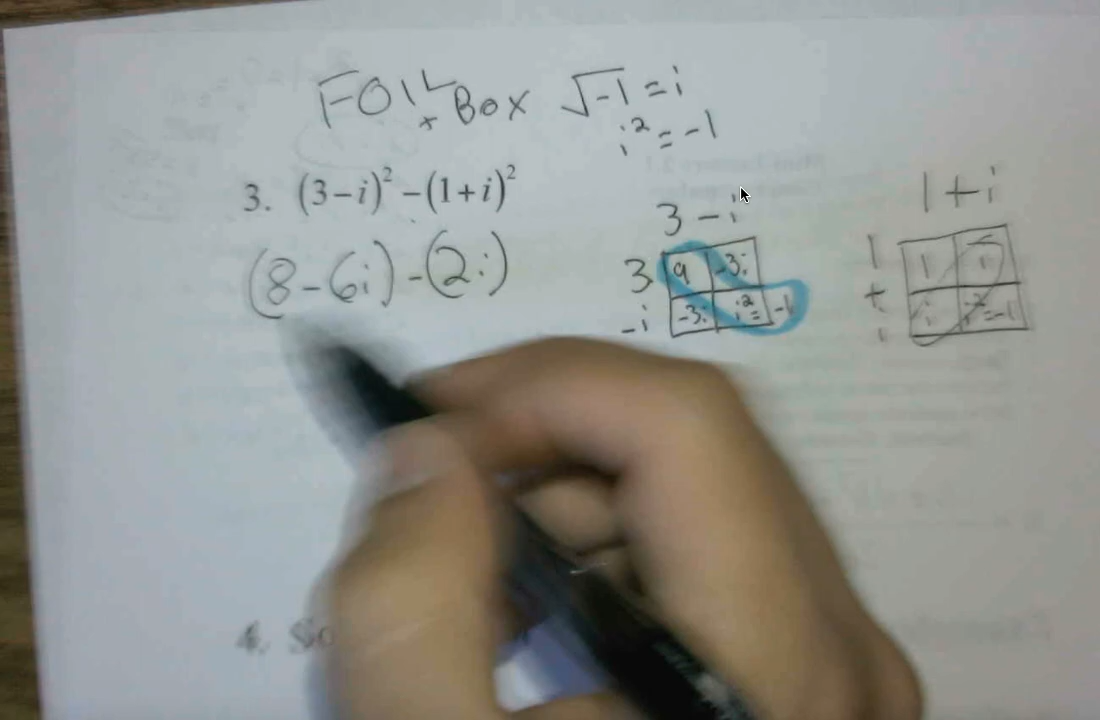 FOIL + Box √-1 = i
i² = -1
3. (3-i)² - (1+i)²
(8-6i) - (2i)
3 - i
3 9 -3i
-i -3i i²= -1
1 + i
1 1 i
+
i i i²=-1
4.